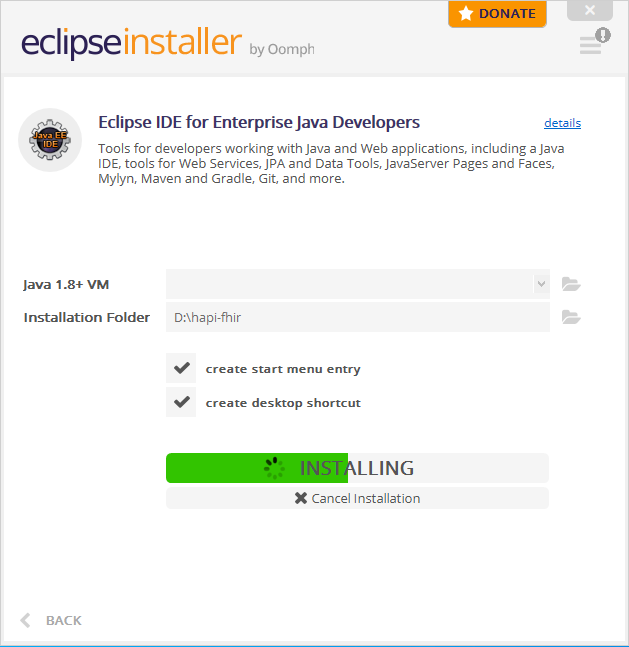 DONATE
eclipseinstaller by Oomph
Java EE
IDE
Eclipse IDE for Enterprise Java Developers
details
Tools for developers working with Java and Web applications, including a Java
IDE, tools for Web Services, JPA and Data Tools, JavaServer Pages and Faces,
Mylyn, Maven and Gradle, Git, and more.
Java 1.8+ VM
Installation Folder
D:\hapi-fhir
create start menu entry
create desktop shortcut
INSTALLING
Cancel Installation
BACK